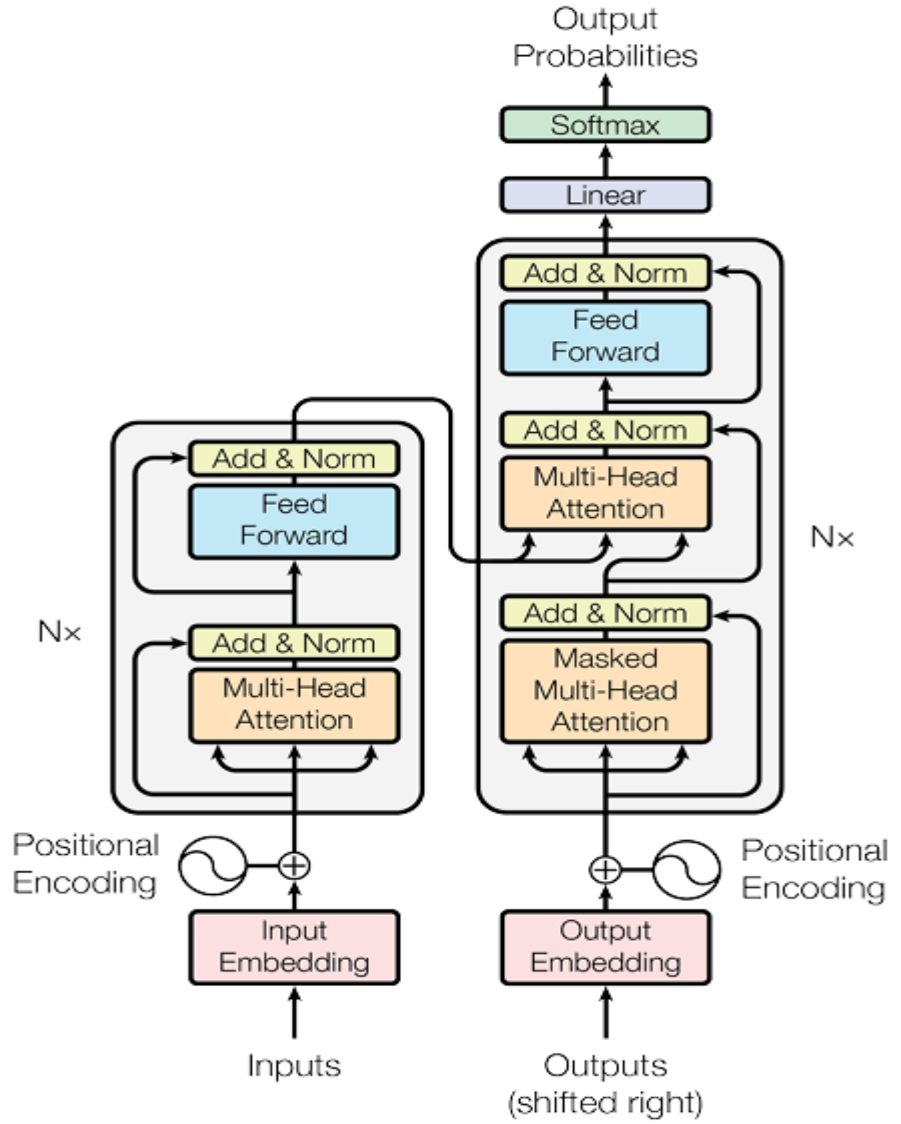 Output
Probabilities
Softmax
Linear
Add & Norm
Feed
Forward
Add & Norm
Multi-Head
Attention
Add & Norm
Masked
Multi-Head
Attention
N×
Add & Norm
Feed
Forward
Add & Norm
Multi-Head
Attention
N×
Positional
Encoding
Positional
Encoding
Input
Embedding
Output
Embedding
Inputs
Outputs
(shifted right)